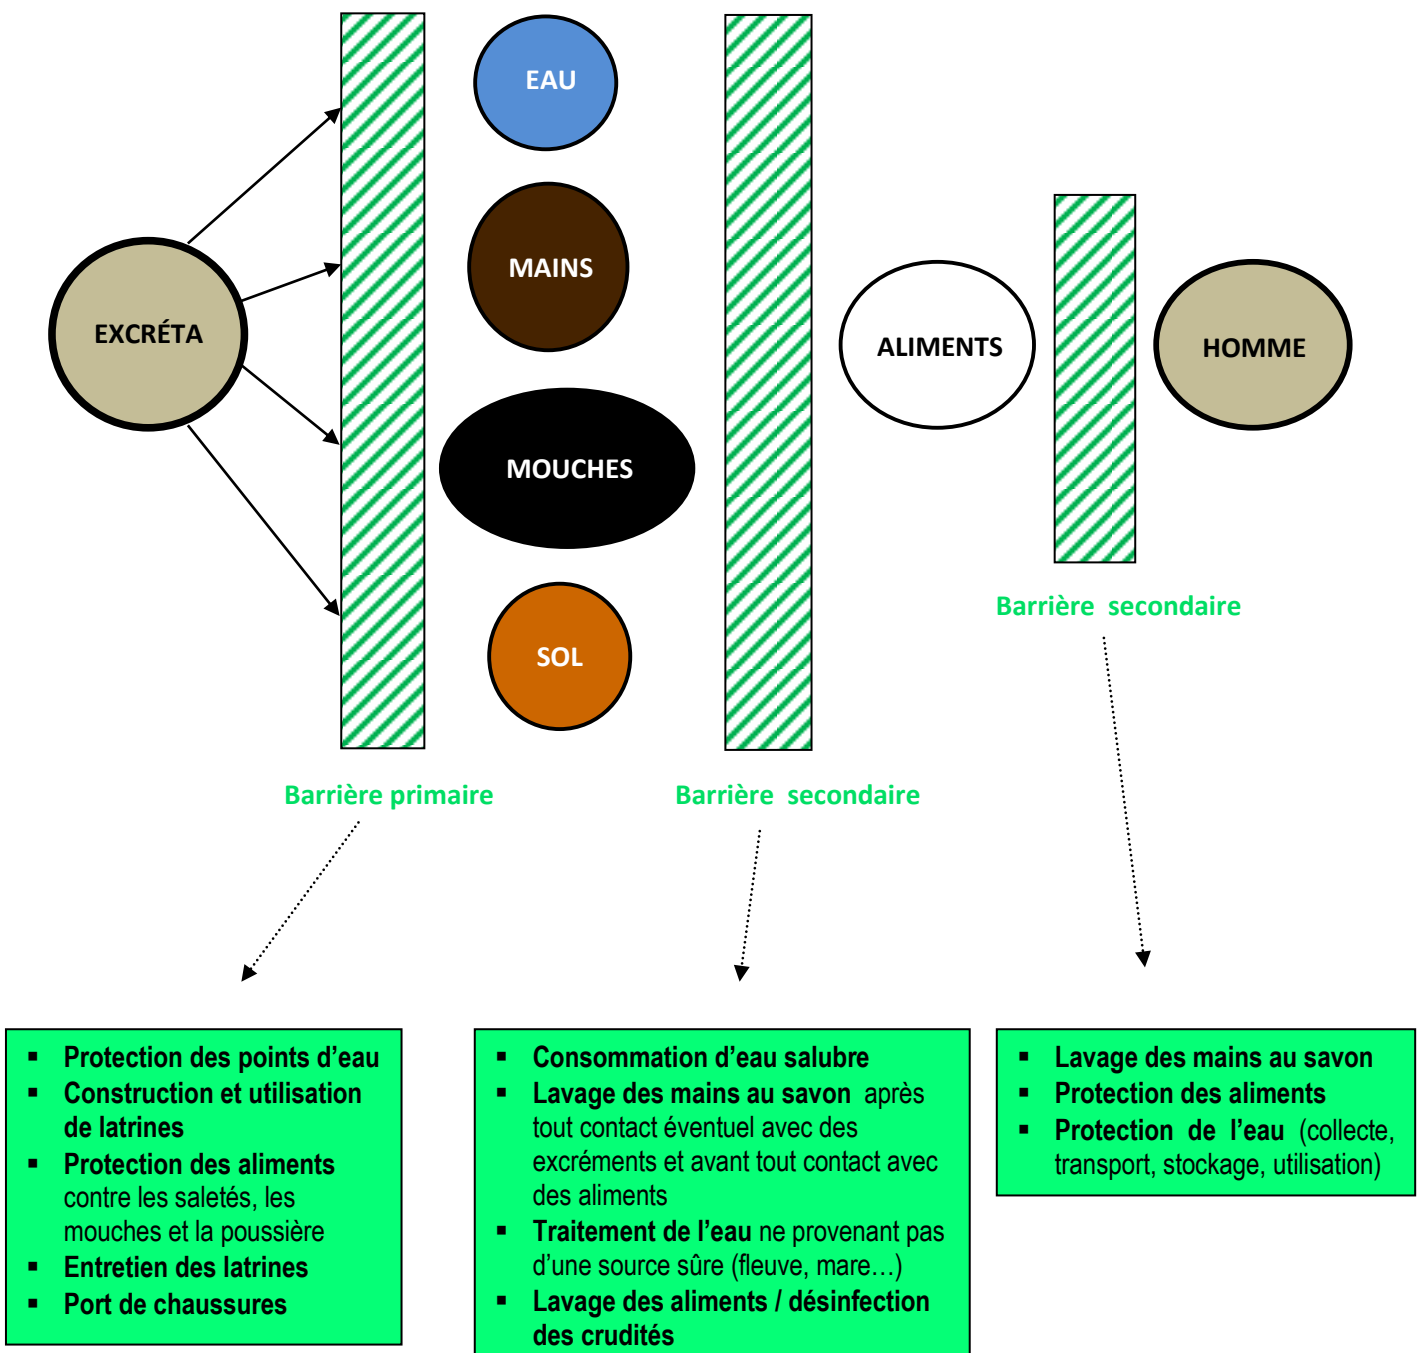 EAU
MAINS
EXCRÉTA
ALIMENTS
HOMME
MOUCHES
SOL
Barrière secondaire
Barrière primaire
Barrière secondaire
▪ Protection des points d’eau
▪ Construction et utilisation
de latrines
▪ Protection des aliments
contre les saletés, les
mouches et la poussière
▪ Entretien des latrines
▪ Port de chaussures
▪ Consommation d’eau salubre
▪ Lavage des mains au savon après
tout contact éventuel avec des
excréments et avant tout contact avec
des aliments
▪ Traitement de l’eau ne provenant pas
d’une source sûre (fleuve, mare…)
▪ Lavage des aliments / désinfection
des crudités
▪ Lavage des mains au savon
▪ Protection des aliments
▪ Protection de l’eau (collecte,
transport, stockage, utilisation)